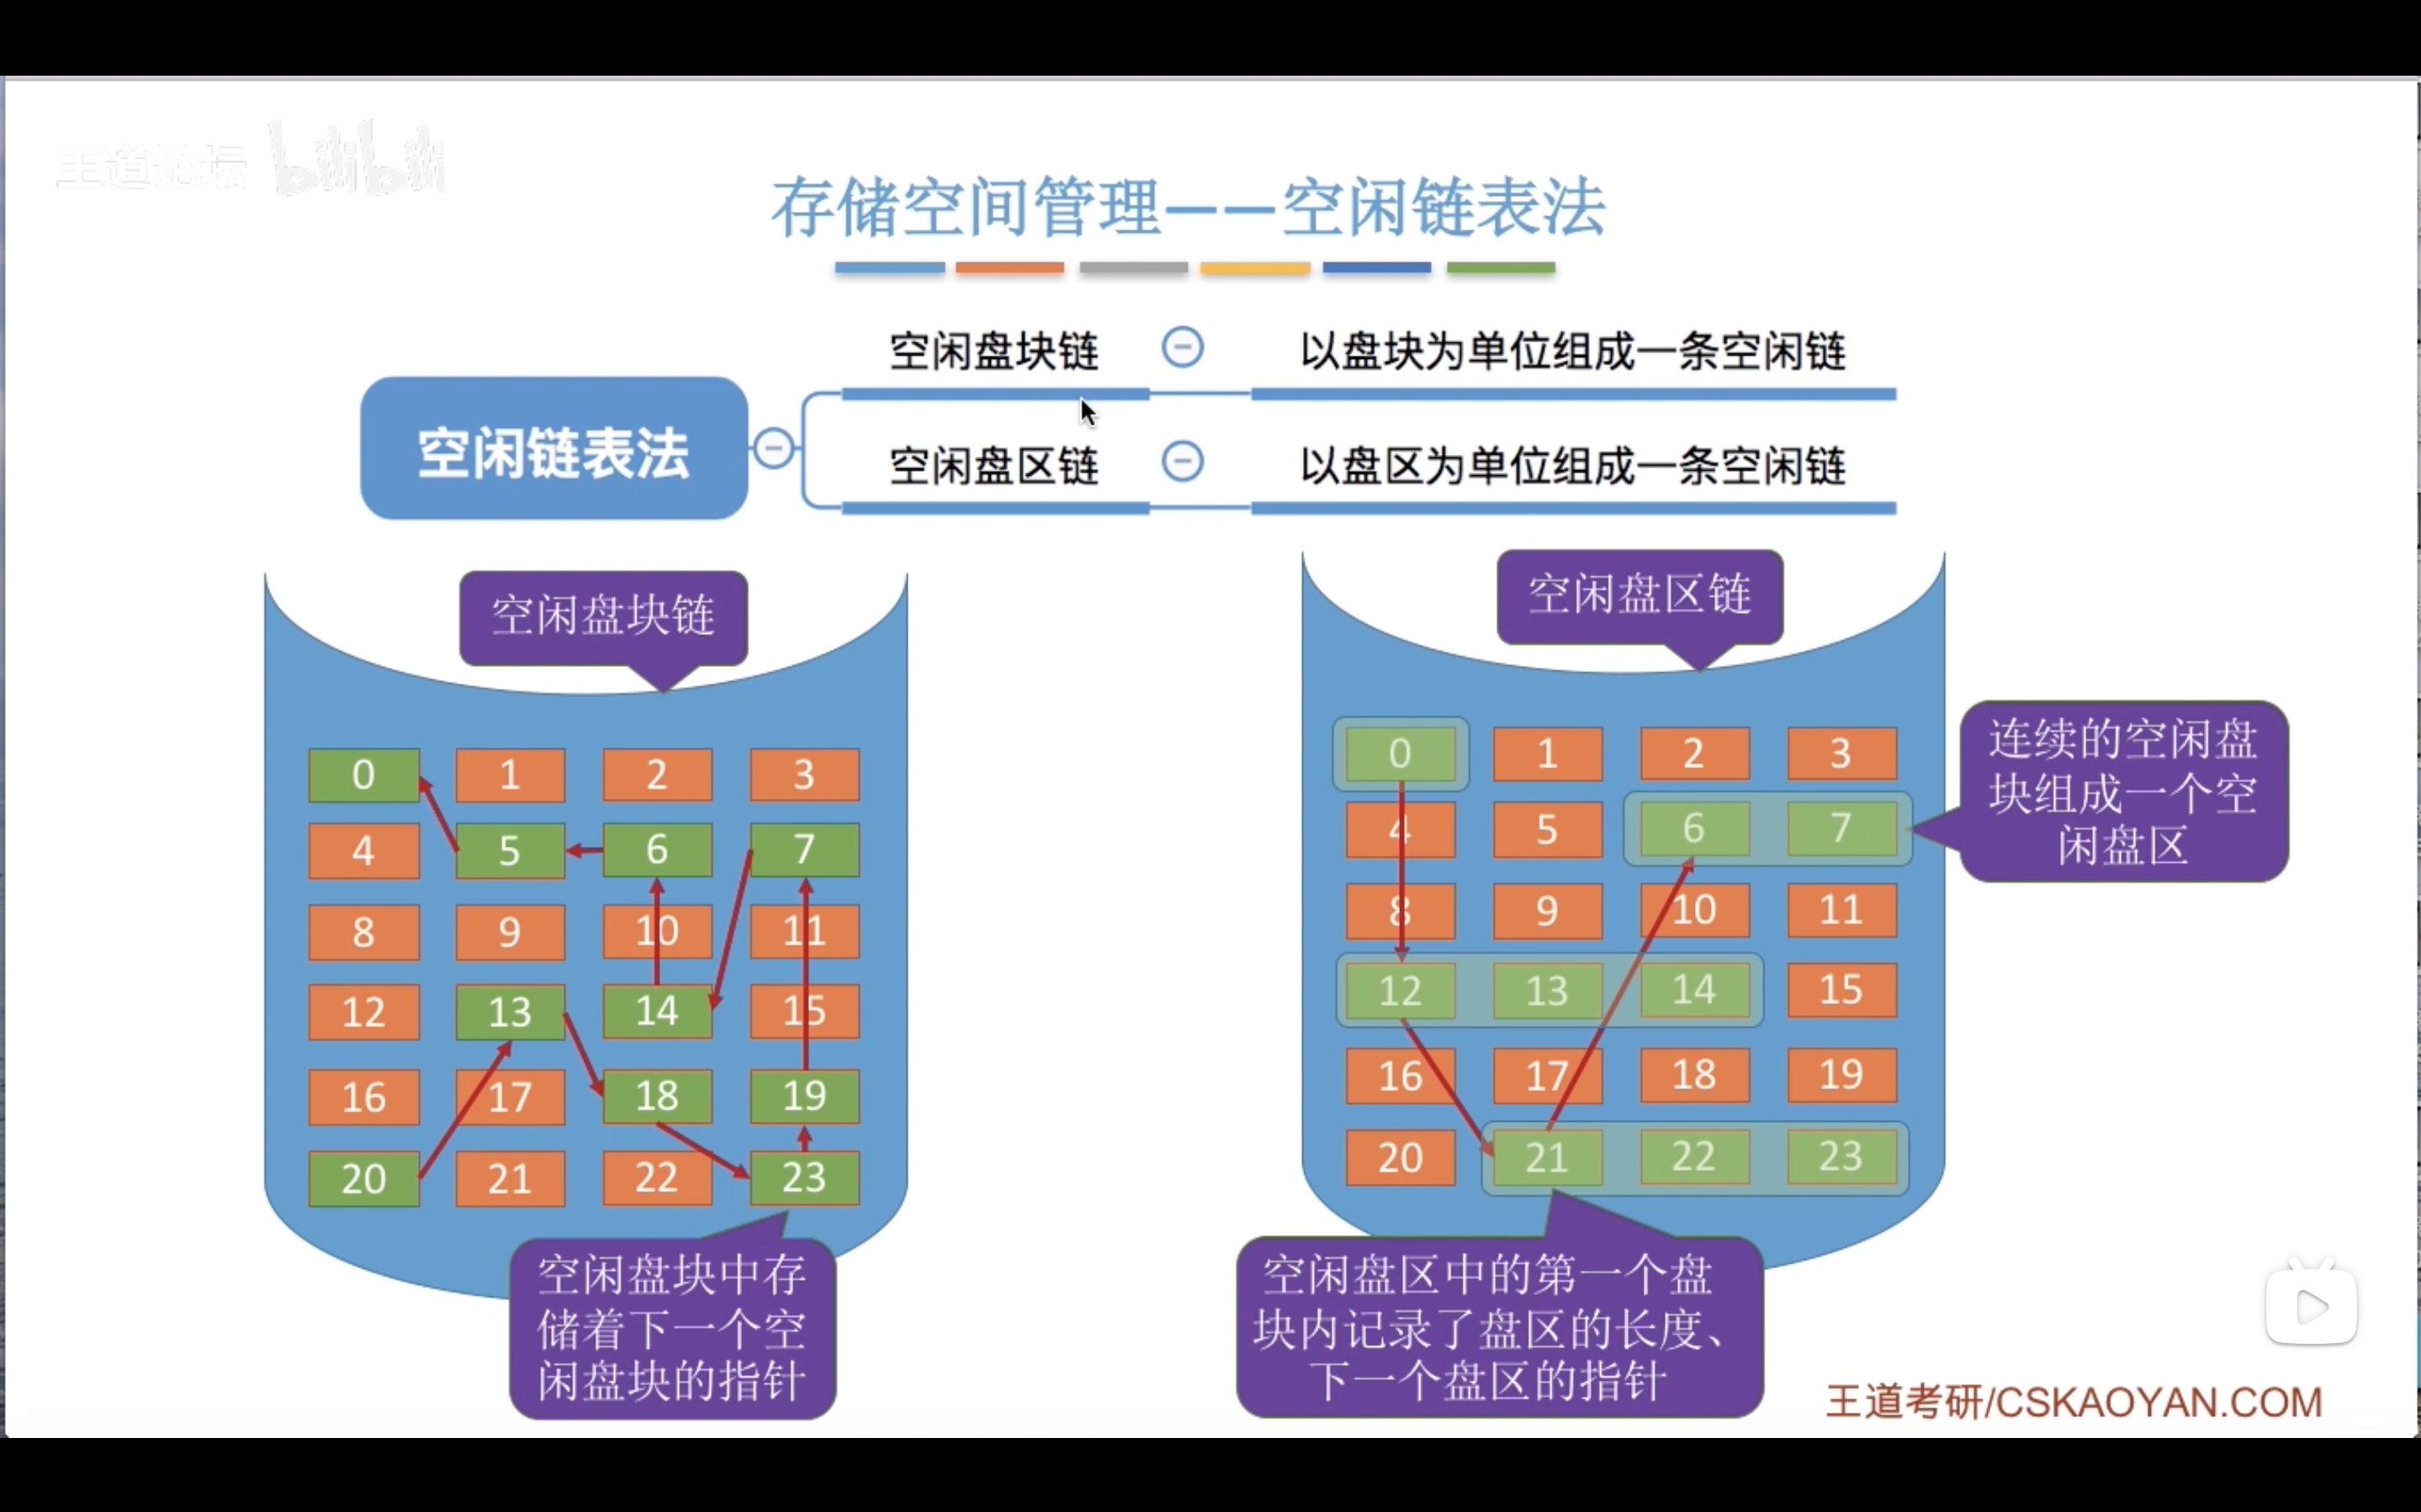 王道论坛 bilibili
存储空间管理——空闲链表法
空闲链表法
空闲盘块链
以盘块为单位组成一条空闲链
空闲盘区链
以盘区为单位组成一条空闲链
空闲盘块链
0 1 2 3
4 5 6 7
8 9 10 11
12 13 14 15
16 17 18 19
20 21 22 23
空闲盘块中存
储着下一个空
闲盘块的指针
空闲盘区链
0 1 2 3
4 5 6 7
8 9 10 11
12 13 14 15
16 17 18 19
20 21 22 23
连续的空闲盘
块组成一个空
闲盘区
空闲盘区中的第一个盘
块内记录了盘区的长度、
下一个盘区的指针
王道考研/CSKAOYAN.COM